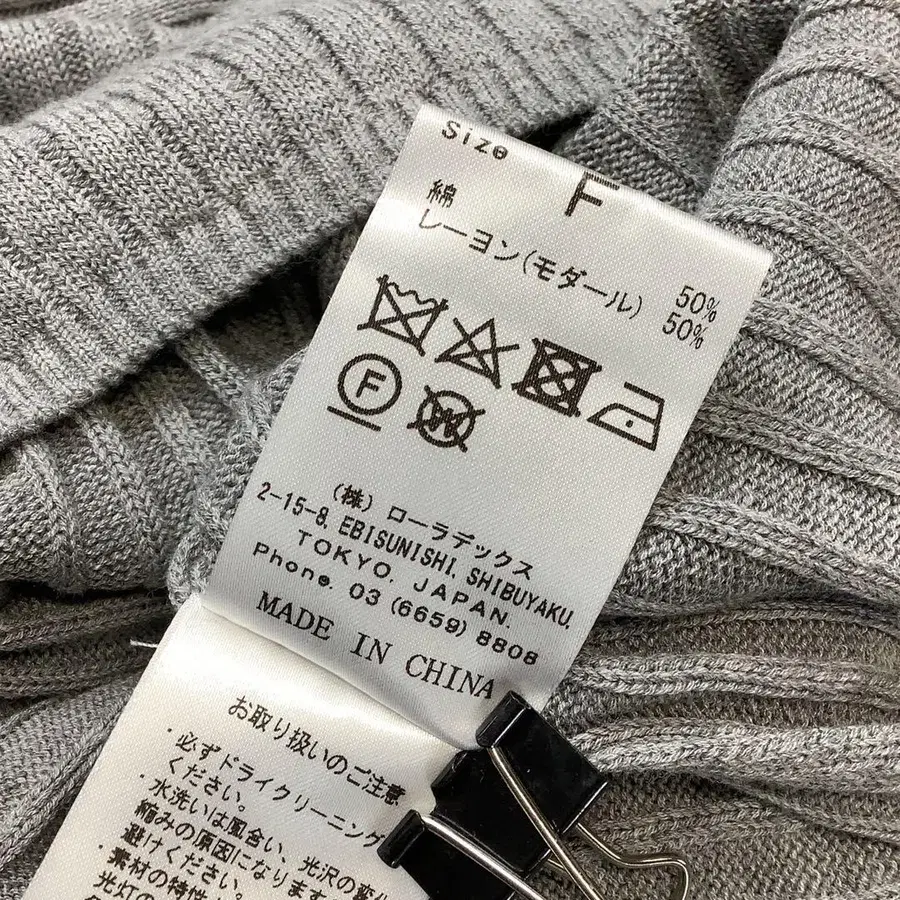 Size F
綿 50%
レーヨン(モダール) 50%
F
W
(株) ローラデックス
2-15-8, EBISUNISHI, SHIBUYAKU,
TOKYO, JAPAN.
Phone. 03 (6659) 8808
MADE IN CHINA
お取り扱いのご注意
・必ずドライクリーニング
ください。
・水洗いは風合い、光沢の変化
縮みの原因になります
避けください。
・素材の特性
光灯の